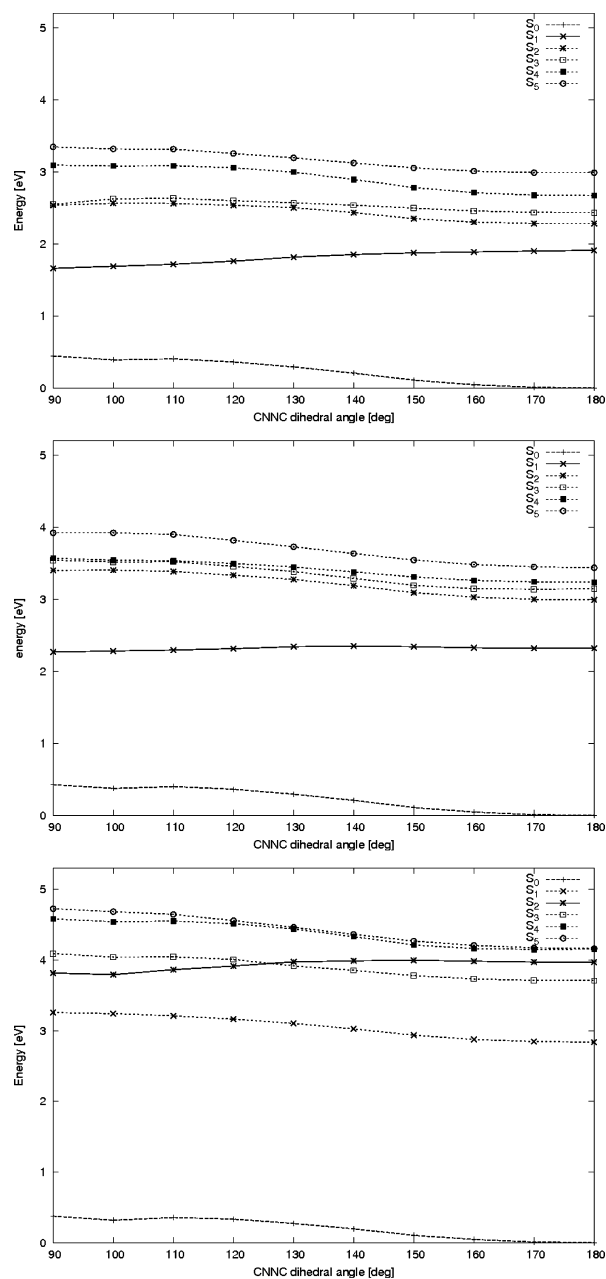 5
4
3
2
1
0
Energy [eV]
S0
S1
S2
S3
S4
S5
90 100 110 120 130 140 150 160 170 180
CNNC dihedral angle [deg]
5
4
3
2
1
0
energy [eV]
S0
S1
S2
S3
S4
S5
90 100 110 120 130 140 150 160 170 180
CNNC dihedral angle [deg]
5
4
3
2
1
0
Energy [eV]
S0
S1
S2
S3
S4
S5
90 100 110 120 130 140 150 160 170 180
CNNC dihedral angle [deg]